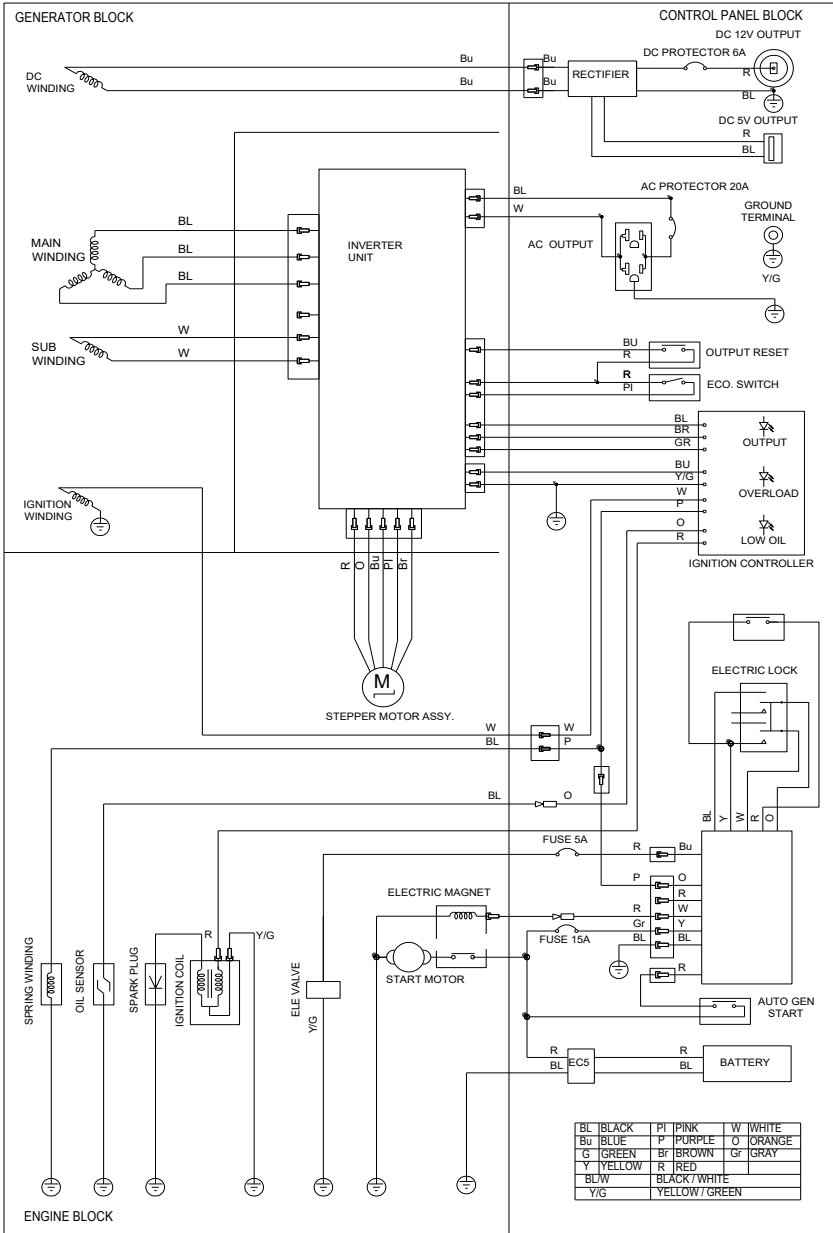 GENERATOR BLOCK
CONTROL PANEL BLOCK
DC 12V OUTPUT
DC PROTECTOR 6A
Bu
Bu
R
RECTIFIER
DC
WINDING
Bu
Bu
BL
DC 5V OUTPUT
R
BL
AC PROTECTOR 20A
BL
W
GROUND
TERMINAL
BL
MAIN
WINDING
BL
BL
INVERTER
UNIT
AC OUTPUT
Y/G
W
SUB
WINDING
W
BU
R
OUTPUT RESET
R
PI
ECO. SWITCH
BL
BR
GR
OUTPUT
BU
Y/G
W
P
OVERLOAD
O
R
LOW OIL
IGNITION CONTROLLER
IGNITION
WINDING
R
O
Bu
PI
Br
M
STEPPER MOTOR ASSY.
ELECTRIC LOCK
W
W
BL
P
BL
O
BL
Y
W
R
O
FUSE 5A
R
Bu
P
O
R
ELECTRIC MAGNET
R
W
Gr
Y
FUSE 15A
BL
BL
START MOTOR
R
AUTO GEN
START
R
Y/G
SPRING WINDING
OIL SENSOR
SPARK PLUG
IGNITION COIL
ELE VALVE
Y/G
R
BL
EC5
R
BL
BATTERY
BL BLACK PI PINK W WHITE
Bu BLUE P PURPLE O ORANGE
G GREEN Br BROWN Gr GRAY
Y YELLOW R RED
BL/W BLACK / WHITE
Y/G YELLOW / GREEN
ENGINE BLOCK